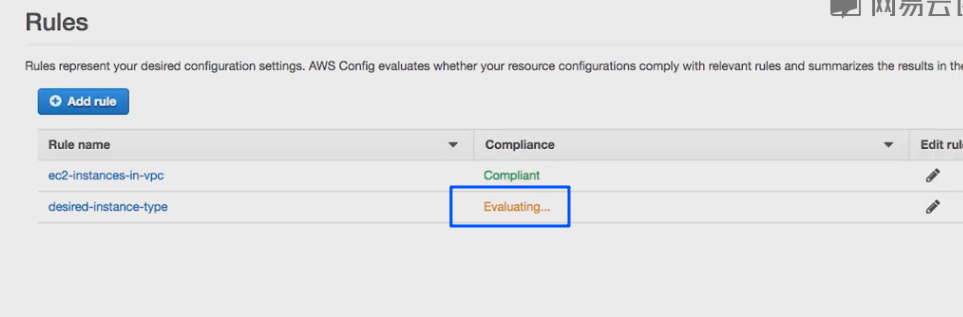 网易云
Rules
Rules represent your desired configuration settings. AWS Config evaluates whether your resource configurations comply with relevant rules and summarizes the results in the
Add rule
Rule name Compliance Edit rul
ec2-instances-in-vpc Compliant
desired-instance-type Evaluating...